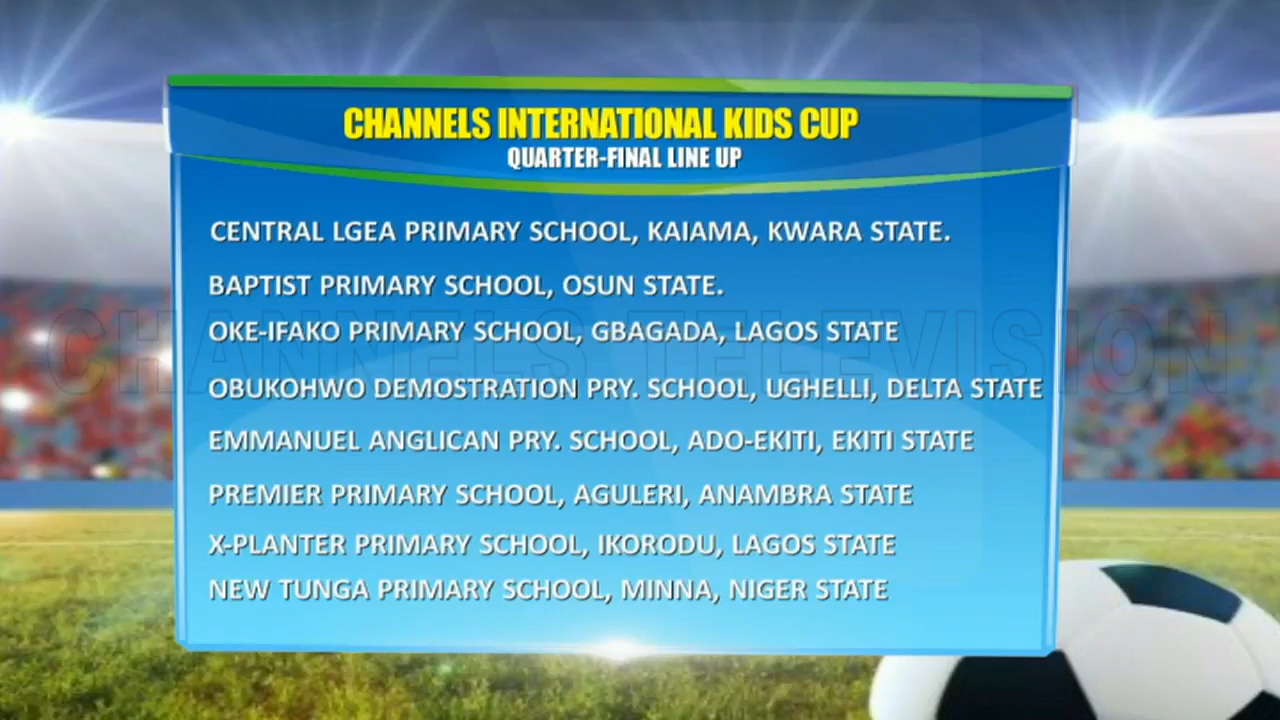 CHANNELS INTERNATIONAL KIDS CUP
QUARTER-FINAL LINE UP
CENTRAL LGEA PRIMARY SCHOOL, KAIAMA, KWARA STATE.
BAPTIST PRIMARY SCHOOL, OSUN STATE.
OKE-IFAKO PRIMARY SCHOOL, GBAGADA, LAGOS STATE
CHANNELS TELEVISION
OBUKOHWO DEMOSTRATION PRY. SCHOOL, UGHELLI, DELTA STATE
EMMANUEL ANGLICAN PRY. SCHOOL, ADO-EKITI, EKITI STATE
PREMIER PRIMARY SCHOOL, AGULERI, ANAMBRA STATE
X-PLANTER PRIMARY SCHOOL, IKORODU, LAGOS STATE
NEW TUNGA PRIMARY SCHOOL, MINNA, NIGER STATE